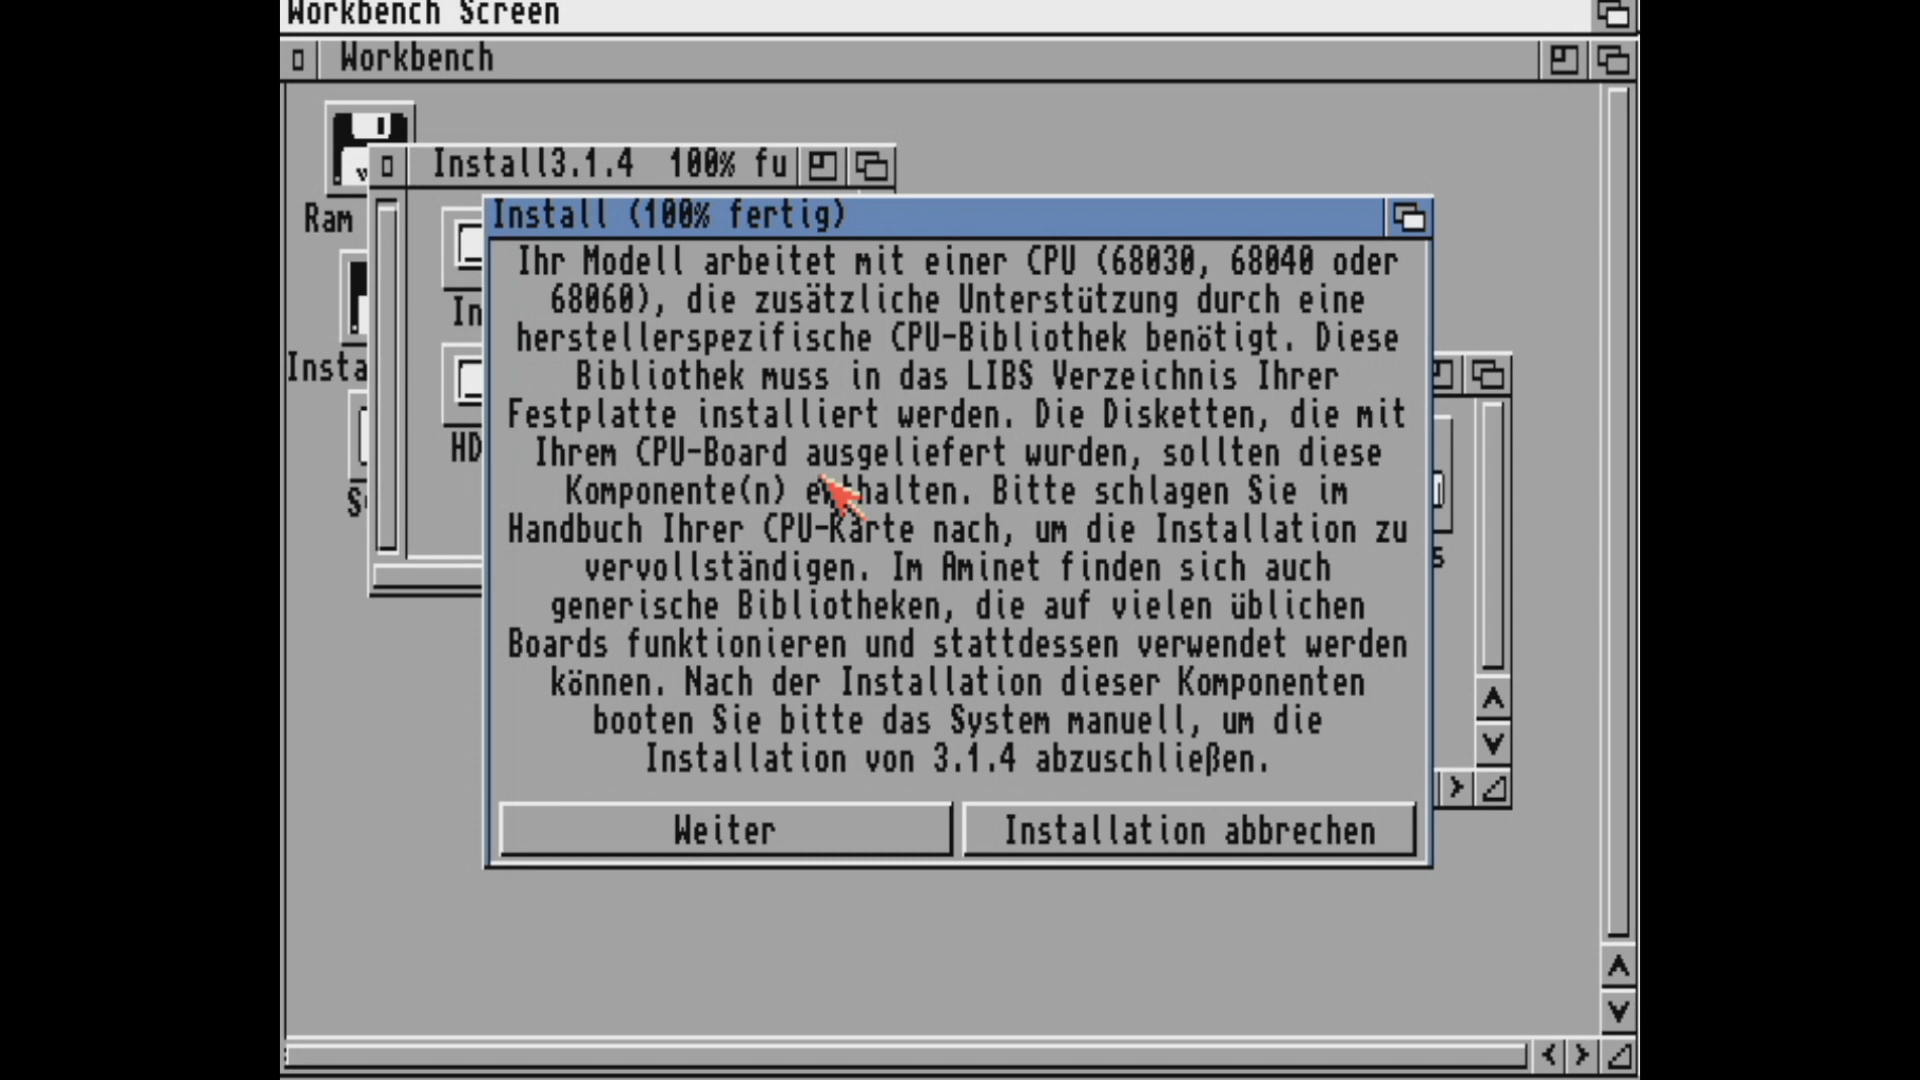 Workbench Screen
Workbench
Install3.1.4 100% fu
Ram
Install (100% fertig)
Ihr Modell arbeitet mit einer CPU (68030, 68040 oder
68060), die zusätzliche Unterstützung durch eine
herstellerspezifische CPU-Bibliothek benötigt. Diese
Bibliothek muss in das LIBS Verzeichnis Ihrer
Festplatte installiert werden. Die Disketten, die mit
Ihrem CPU-Board ausgeliefert wurden, sollten diese
Komponente(n) enthalten. Bitte schlagen Sie im
Handbuch Ihrer CPU-Karte nach, um die Installation zu
vervollständigen. Im Aminet finden sich auch
generische Bibliotheken, die auf vielen üblichen
Boards funktionieren und stattdessen verwendet werden
können. Nach der Installation dieser Komponenten
booten Sie bitte das System manuell, um die
Installation von 3.1.4 abzuschließen.
In
Insta
HD
S
s
Weiter
Installation abbrechen